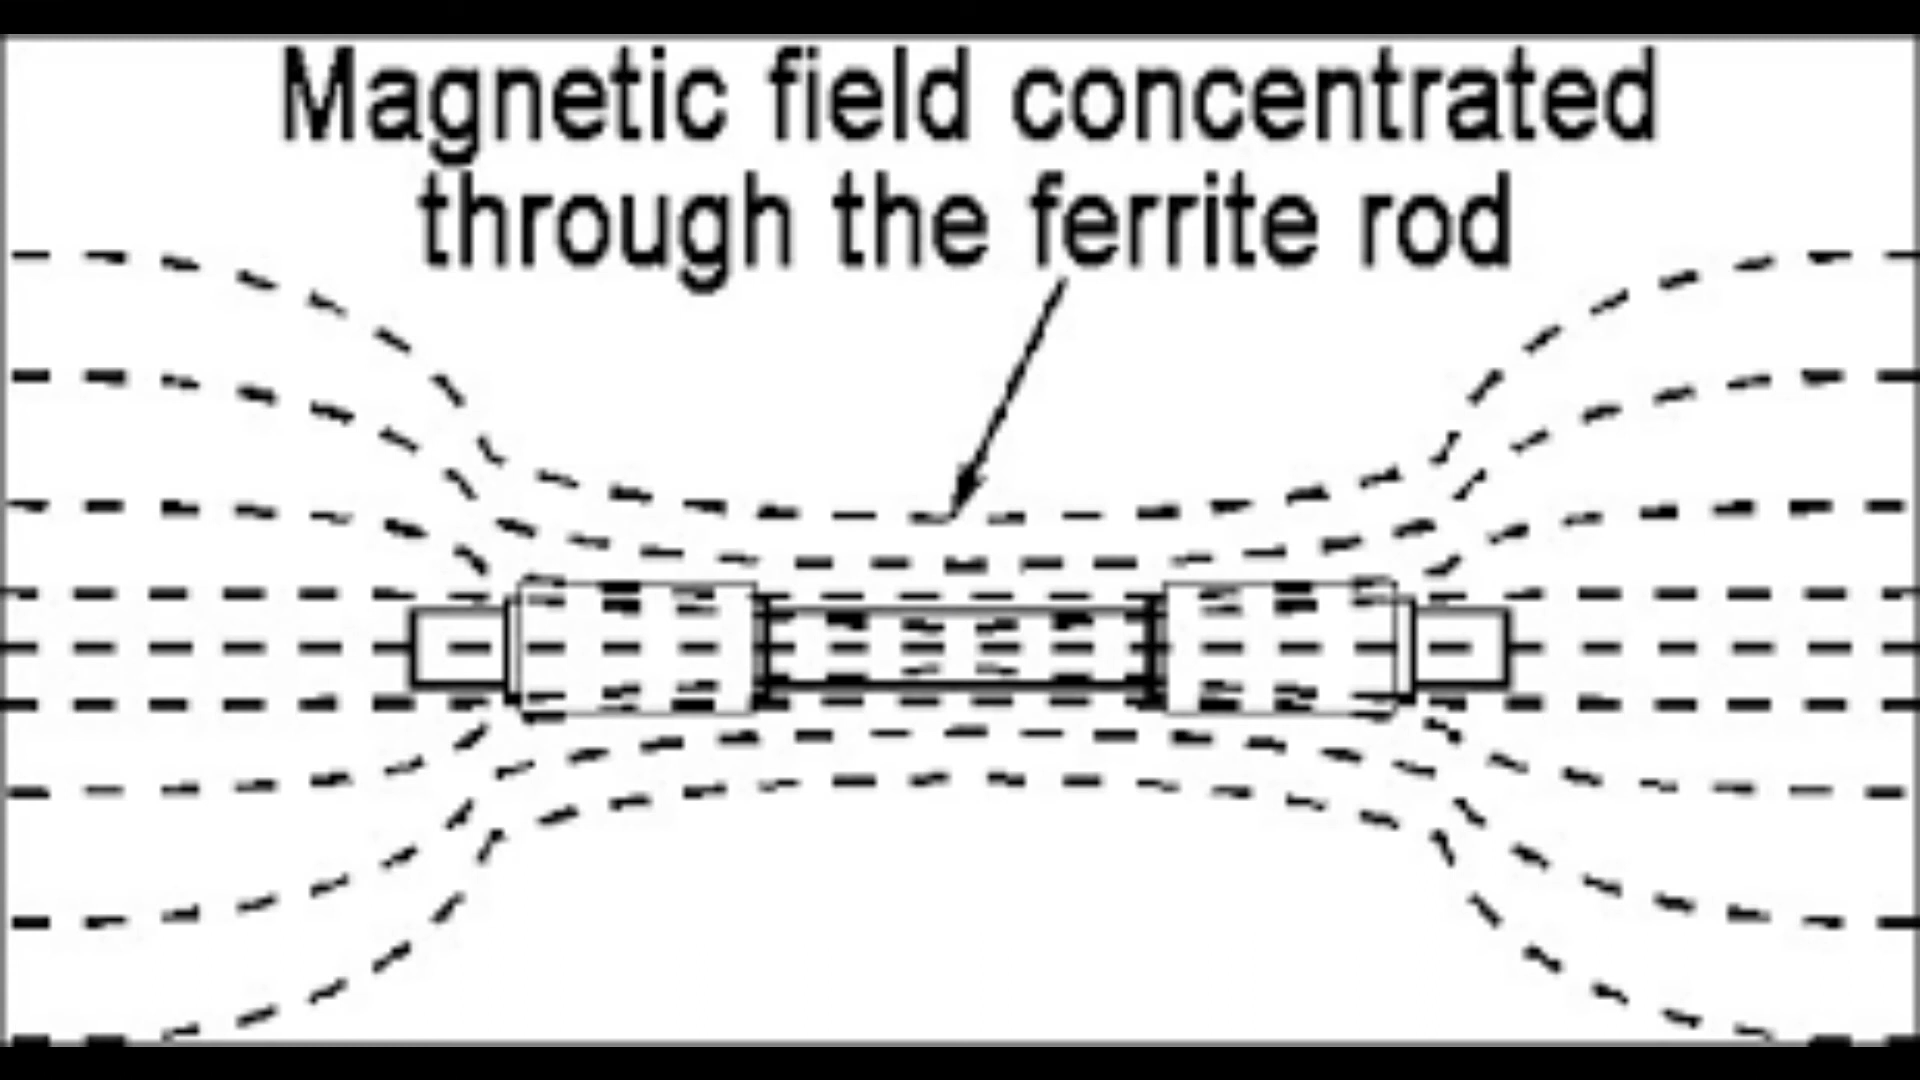 Magnetic field concentrated
through the ferrite rod